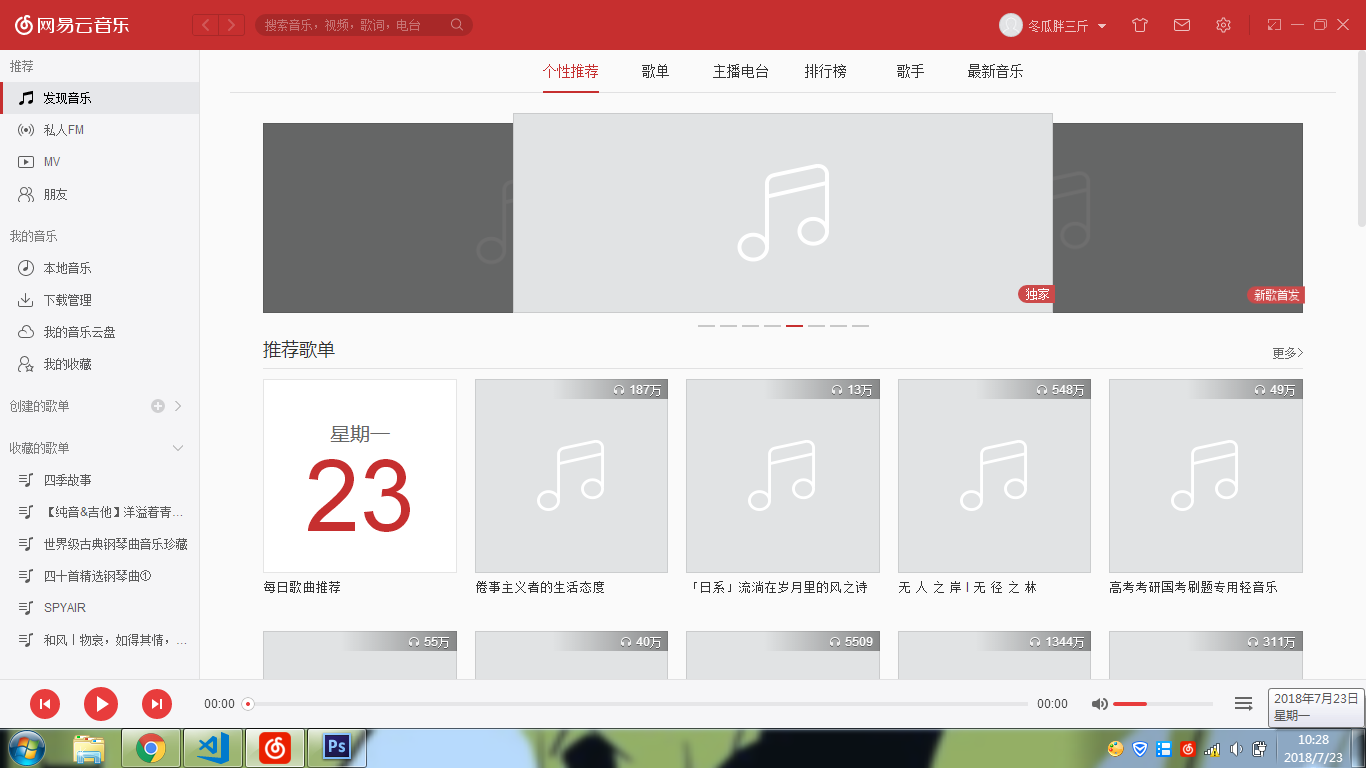 网易云音乐
搜索音乐，视频，歌词，电台
冬瓜胖三斤
推荐
发现音乐
私人FM
MV
朋友
我的音乐
本地音乐
下载管理
我的音乐云盘
我的收藏
创建的歌单
收藏的歌单
四季故事
【纯音&吉他】洋溢着青...
世界级古典钢琴曲音乐珍藏
四十首精选钢琴曲①
SPYAIR
和风丨物哀，如得其情，...
个性推荐 歌单 主播电台 排行榜 歌手 最新音乐
独家
新歌首发
推荐歌单 更多
187万 13万 548万 49万
星期一
23
每日歌曲推荐 倦事主义者的生活态度 「日系」流淌在岁月里的风之诗 无 人 之 岸 l 无 径 之 林 高考考研国考刷题专用轻音乐
55万 40万 5509 1344万 311万
00:00 00:00
2018年7月23日
星期一
Ps
10:28
2018/7/23